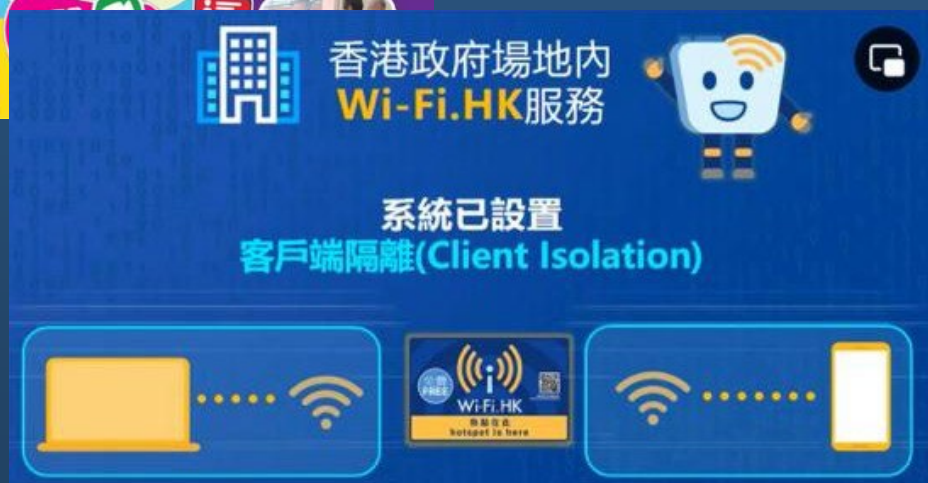 香港政府場地內
Wi-Fi.HK服務
系統已設置
客戶端隔離(Client Isolation)
免費
FREE
Wi-Fi.HK
熱點在此
hotspot is here